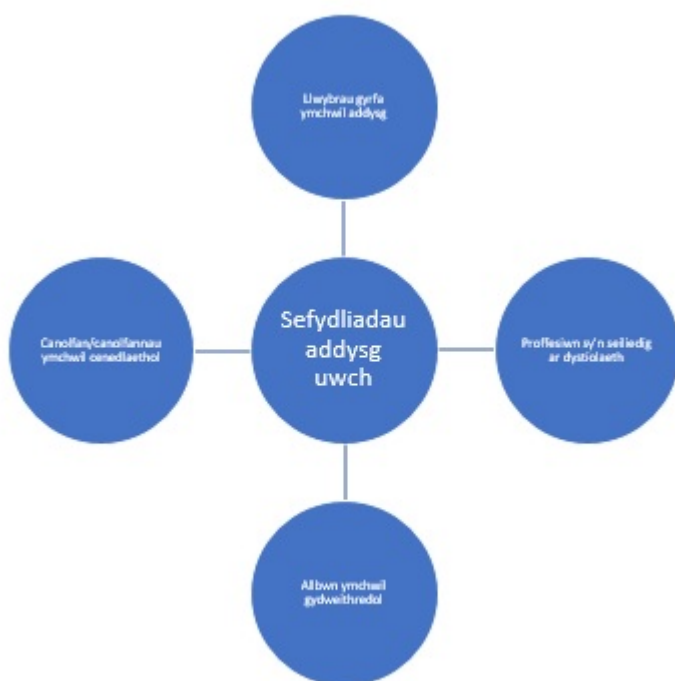 Llwybrau gyrfa
ymchwil addysg
Canolfan/canolfannau
ymchwil cenedlaethol
Sefydliadau
addysg
uwch
Proffesiwn sy'n seiliedig
ar dystiolaeth
Allbwn ymchwil
gydweithredol